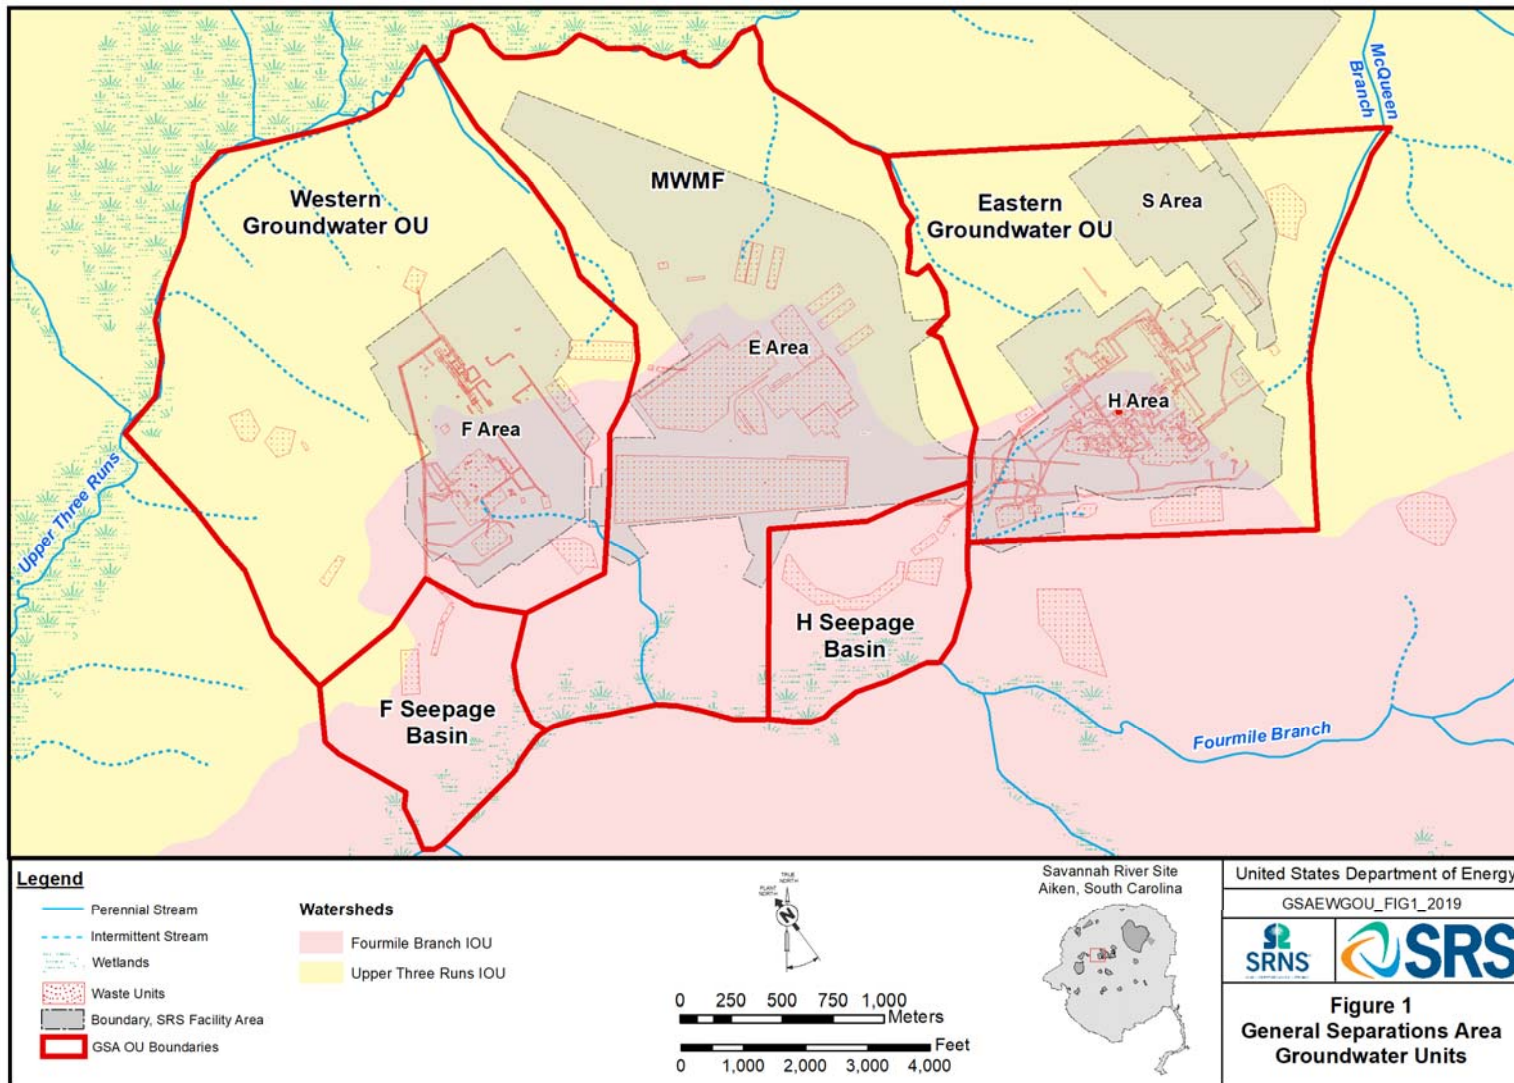 McQueen
Branch
Western
Groundwater OU
MWMF
Eastern
Groundwater OU
S Area
E Area
H Area
F Area
Upper Three Runs
H Seepage
Basin
F Seepage
Basin
Fourmile Branch
Legend
Perennial Stream
Intermittent Stream
Wetlands
Waste Units
Boundary, SRS Facility Area
GSA OU Boundaries
Watersheds
Fourmile Branch IOU
Upper Three Runs IOU
TRUE
NORTH
PLANT
NORTH
N
0 250 500 750 1,000
Meters
Feet
0 1,000 2,000 3,000 4,000
Savannah River Site
Aiken, South Carolina
United States Department of Energy
GSAEWGOU_FIG1_2019
SRNS
SRS
Figure 1
General Separations Area
Groundwater Units